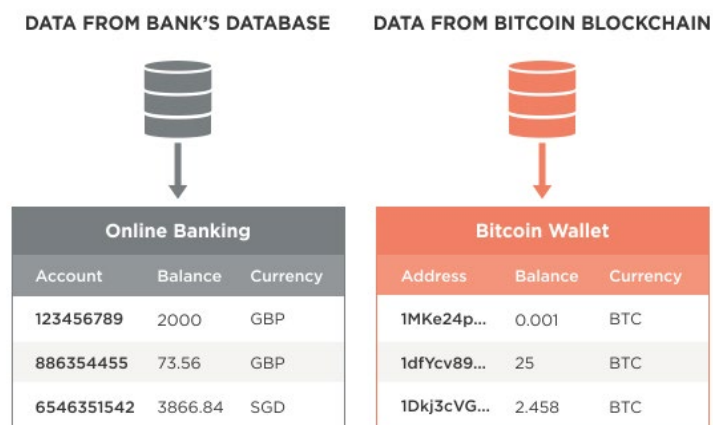 DATA FROM BANK'S DATABASE
DATA FROM BITCOIN BLOCKCHAIN
Online Banking
Account Balance Currency
123456789 2000 GBP
886354455 73.56 GBP
6546351542 3866.84 SGD
Bitcoin Wallet
Address Balance Currency
1MKe24p... 0.001 BTC
1dfYcv89... 25 BTC
1Dkj3cVG... 2.458 BTC